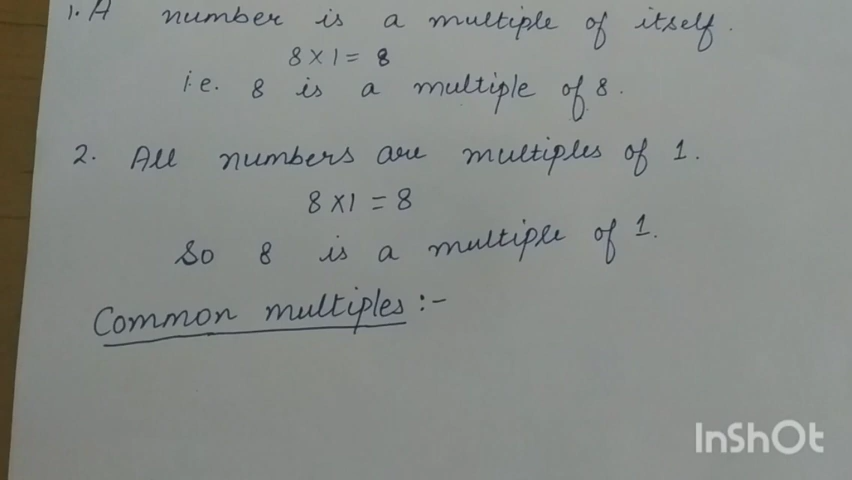 1. A number is a multiple of itself.
8 × 1 = 8
i.e. 8 is a multiple of 8.
2. All numbers are multiples of 1.
8 × 1 = 8
So 8 is a multiple of 1.
Common multiples :-
InShOt